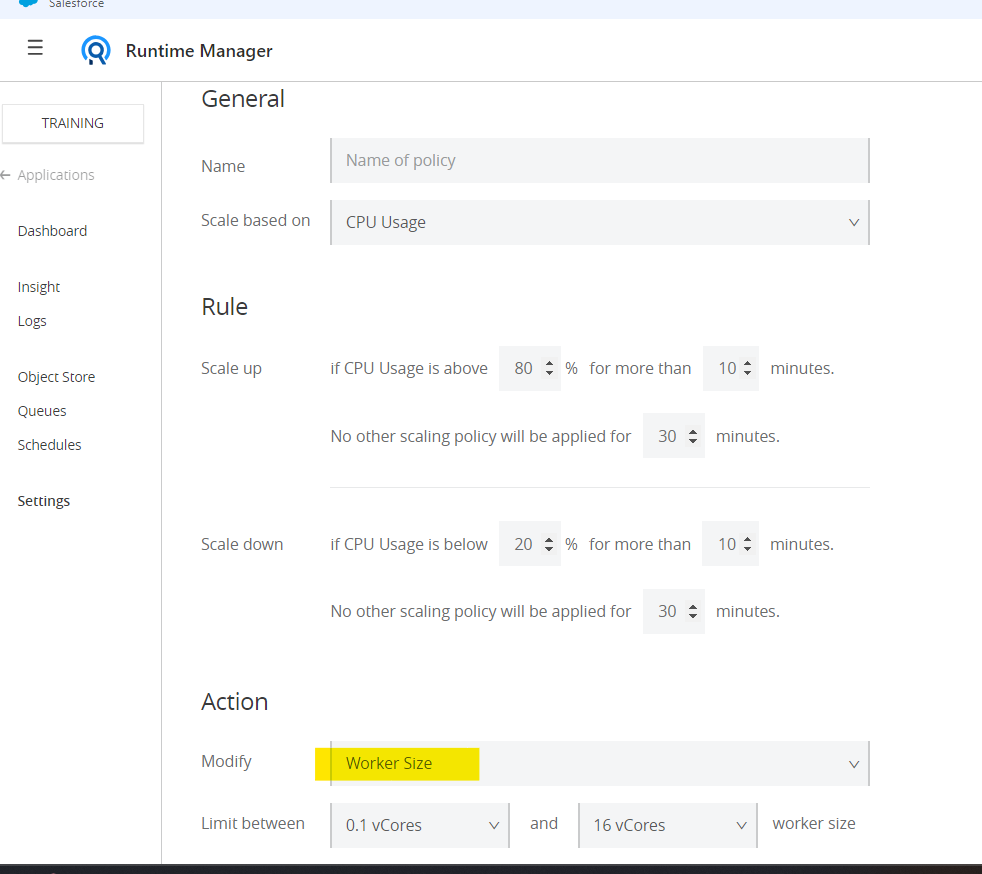 Salesforce
Runtime Manager
TRAINING
Applications
Dashboard
Insight
Logs
Object Store
Queues
Schedules
Settings
General
Name Name of policy
Scale based on CPU Usage
Rule
Scale up if CPU Usage is above 80 % for more than 10 minutes.
No other scaling policy will be applied for 30 minutes.
Scale down if CPU Usage is below 20 % for more than 10 minutes.
No other scaling policy will be applied for 30 minutes.
Action
Modify Worker Size
Limit between 0.1 vCores and 16 vCores worker size